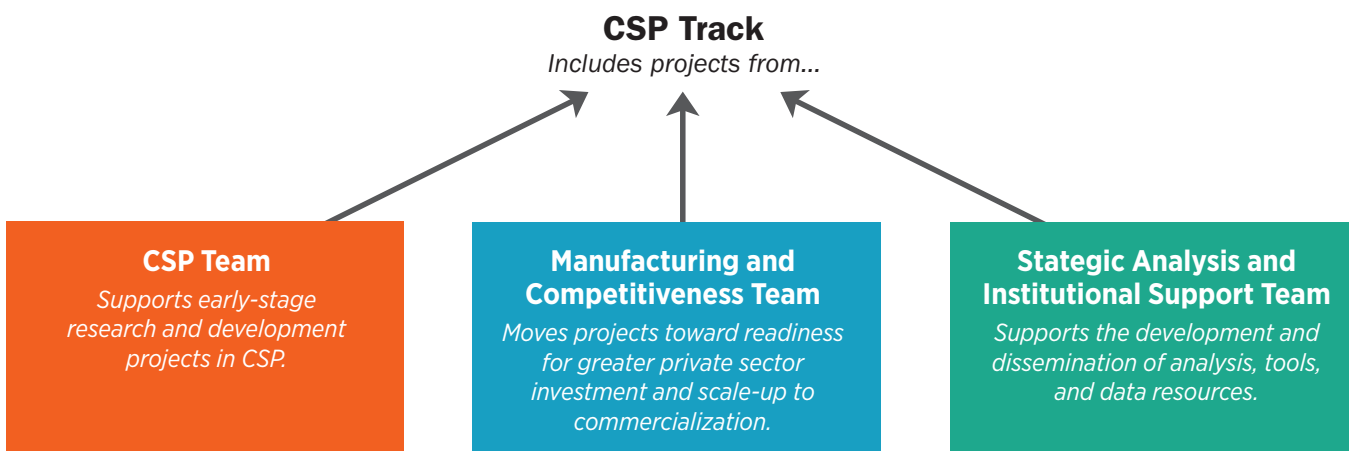 CSP Track
Includes projects from...
CSP Team
Supports early-stage
research and development
projects in CSP.
Manufacturing and
Competitiveness Team
Moves projects toward readiness
for greater private sector
investment and scale-up to
commercialization.
Stategic Analysis and
Institutional Support Team
Supports the development and
dissemination of analysis, tools,
and data resources.